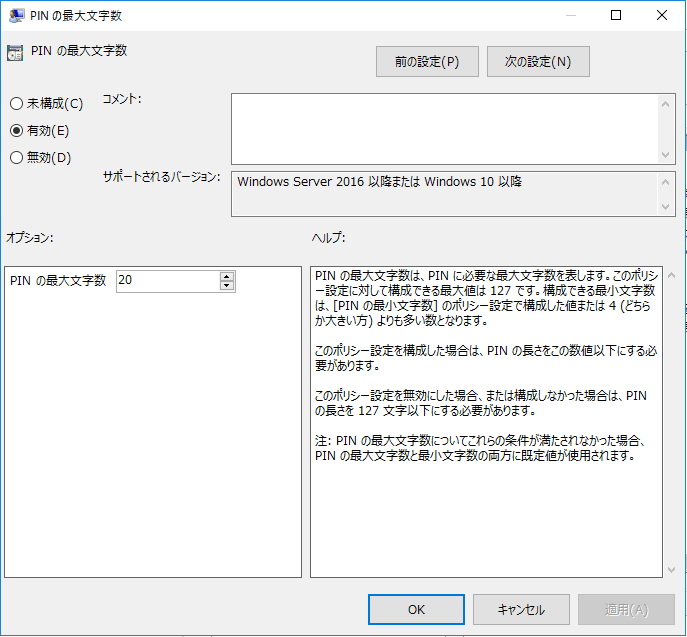 PIN の最大文字数
PIN の最大文字数
前の設定(P)
次の設定(N)
未構成(C)
有効(E)
無効(D)
コメント:
サポートされるバージョン:
Windows Server 2016 以降または Windows 10 以降
オプション:
ヘルプ:
PIN の最大文字数
20
PIN の最大文字数は、PIN に必要な最大文字数を表します。このポリシ
ー設定に対して構成できる最大値は 127 です。構成できる最小文字数
は、[PIN の最小文字数] のポリシー設定で構成した値または 4 (どちら
か大きい方) よりも多い数となります。
このポリシー設定を構成した場合は、PIN の長さをこの数値以下にする必
要があります。
このポリシー設定を無効にした場合、または構成しなかった場合は、PIN
の長さを 127 文字以下にする必要があります。
注: PIN の最大文字数についてこれらの条件が満たされなかった場合、
PIN の最大文字数と最小文字数の両方に既定値が使用されます。
OK
キャンセル
適用(A)